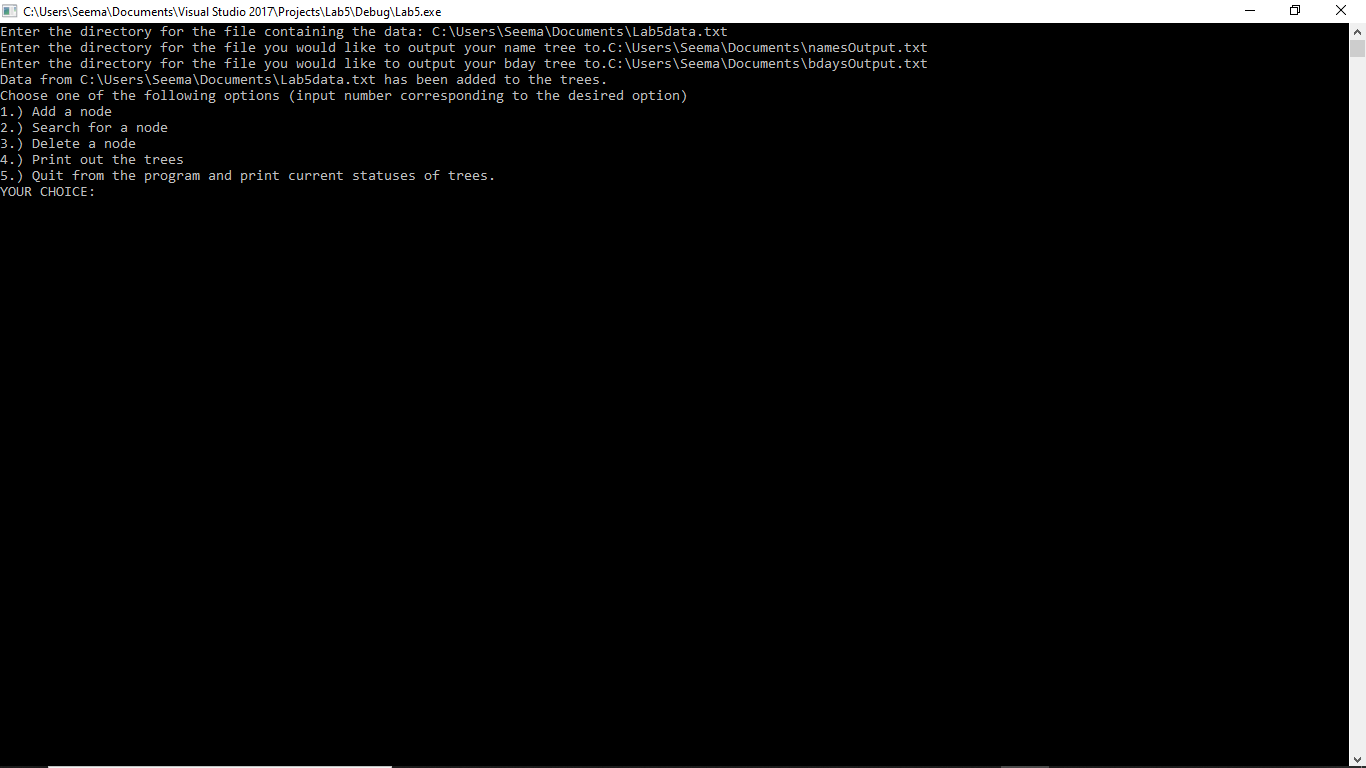 C:\Users\Seema\Documents\Visual Studio 2017\Projects\Lab5\Debug\Lab5.exe
Enter the directory for the file containing the data: C:\Users\Seema\Documents\Lab5data.txt
Enter the directory for the file you would like to output your name tree to.C:\Users\Seema\Documents\namesOutput.txt
Enter the directory for the file you would like to output your bday tree to.C:\Users\Seema\Documents\bdaysOutput.txt
Data from C:\Users\Seema\Documents\Lab5data.txt has been added to the trees.
Choose one of the following options (input number corresponding to the desired option)
1.) Add a node
2.) Search for a node
3.) Delete a node
4.) Print out the trees
5.) Quit from the program and print current statuses of trees.
YOUR CHOICE: